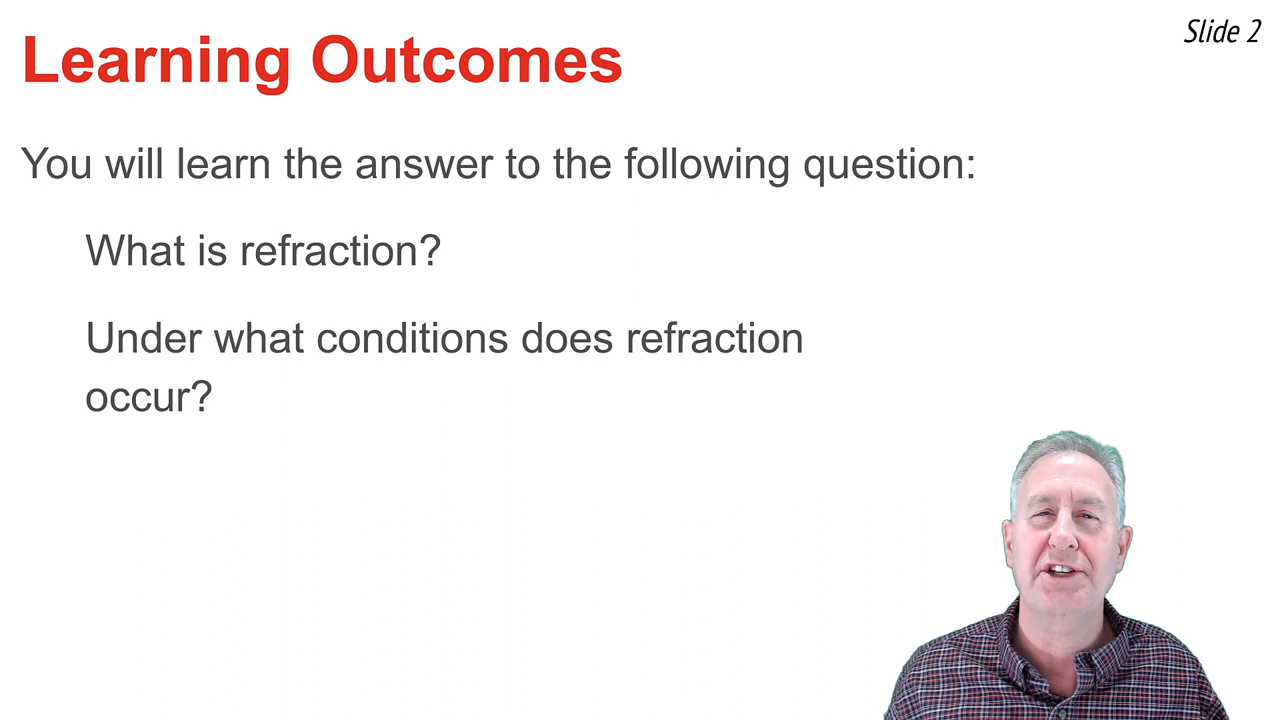 Slide 2
Learning Outcomes
You will learn the answer to the following question:
What is refraction?
Under what conditions does refraction
occur?